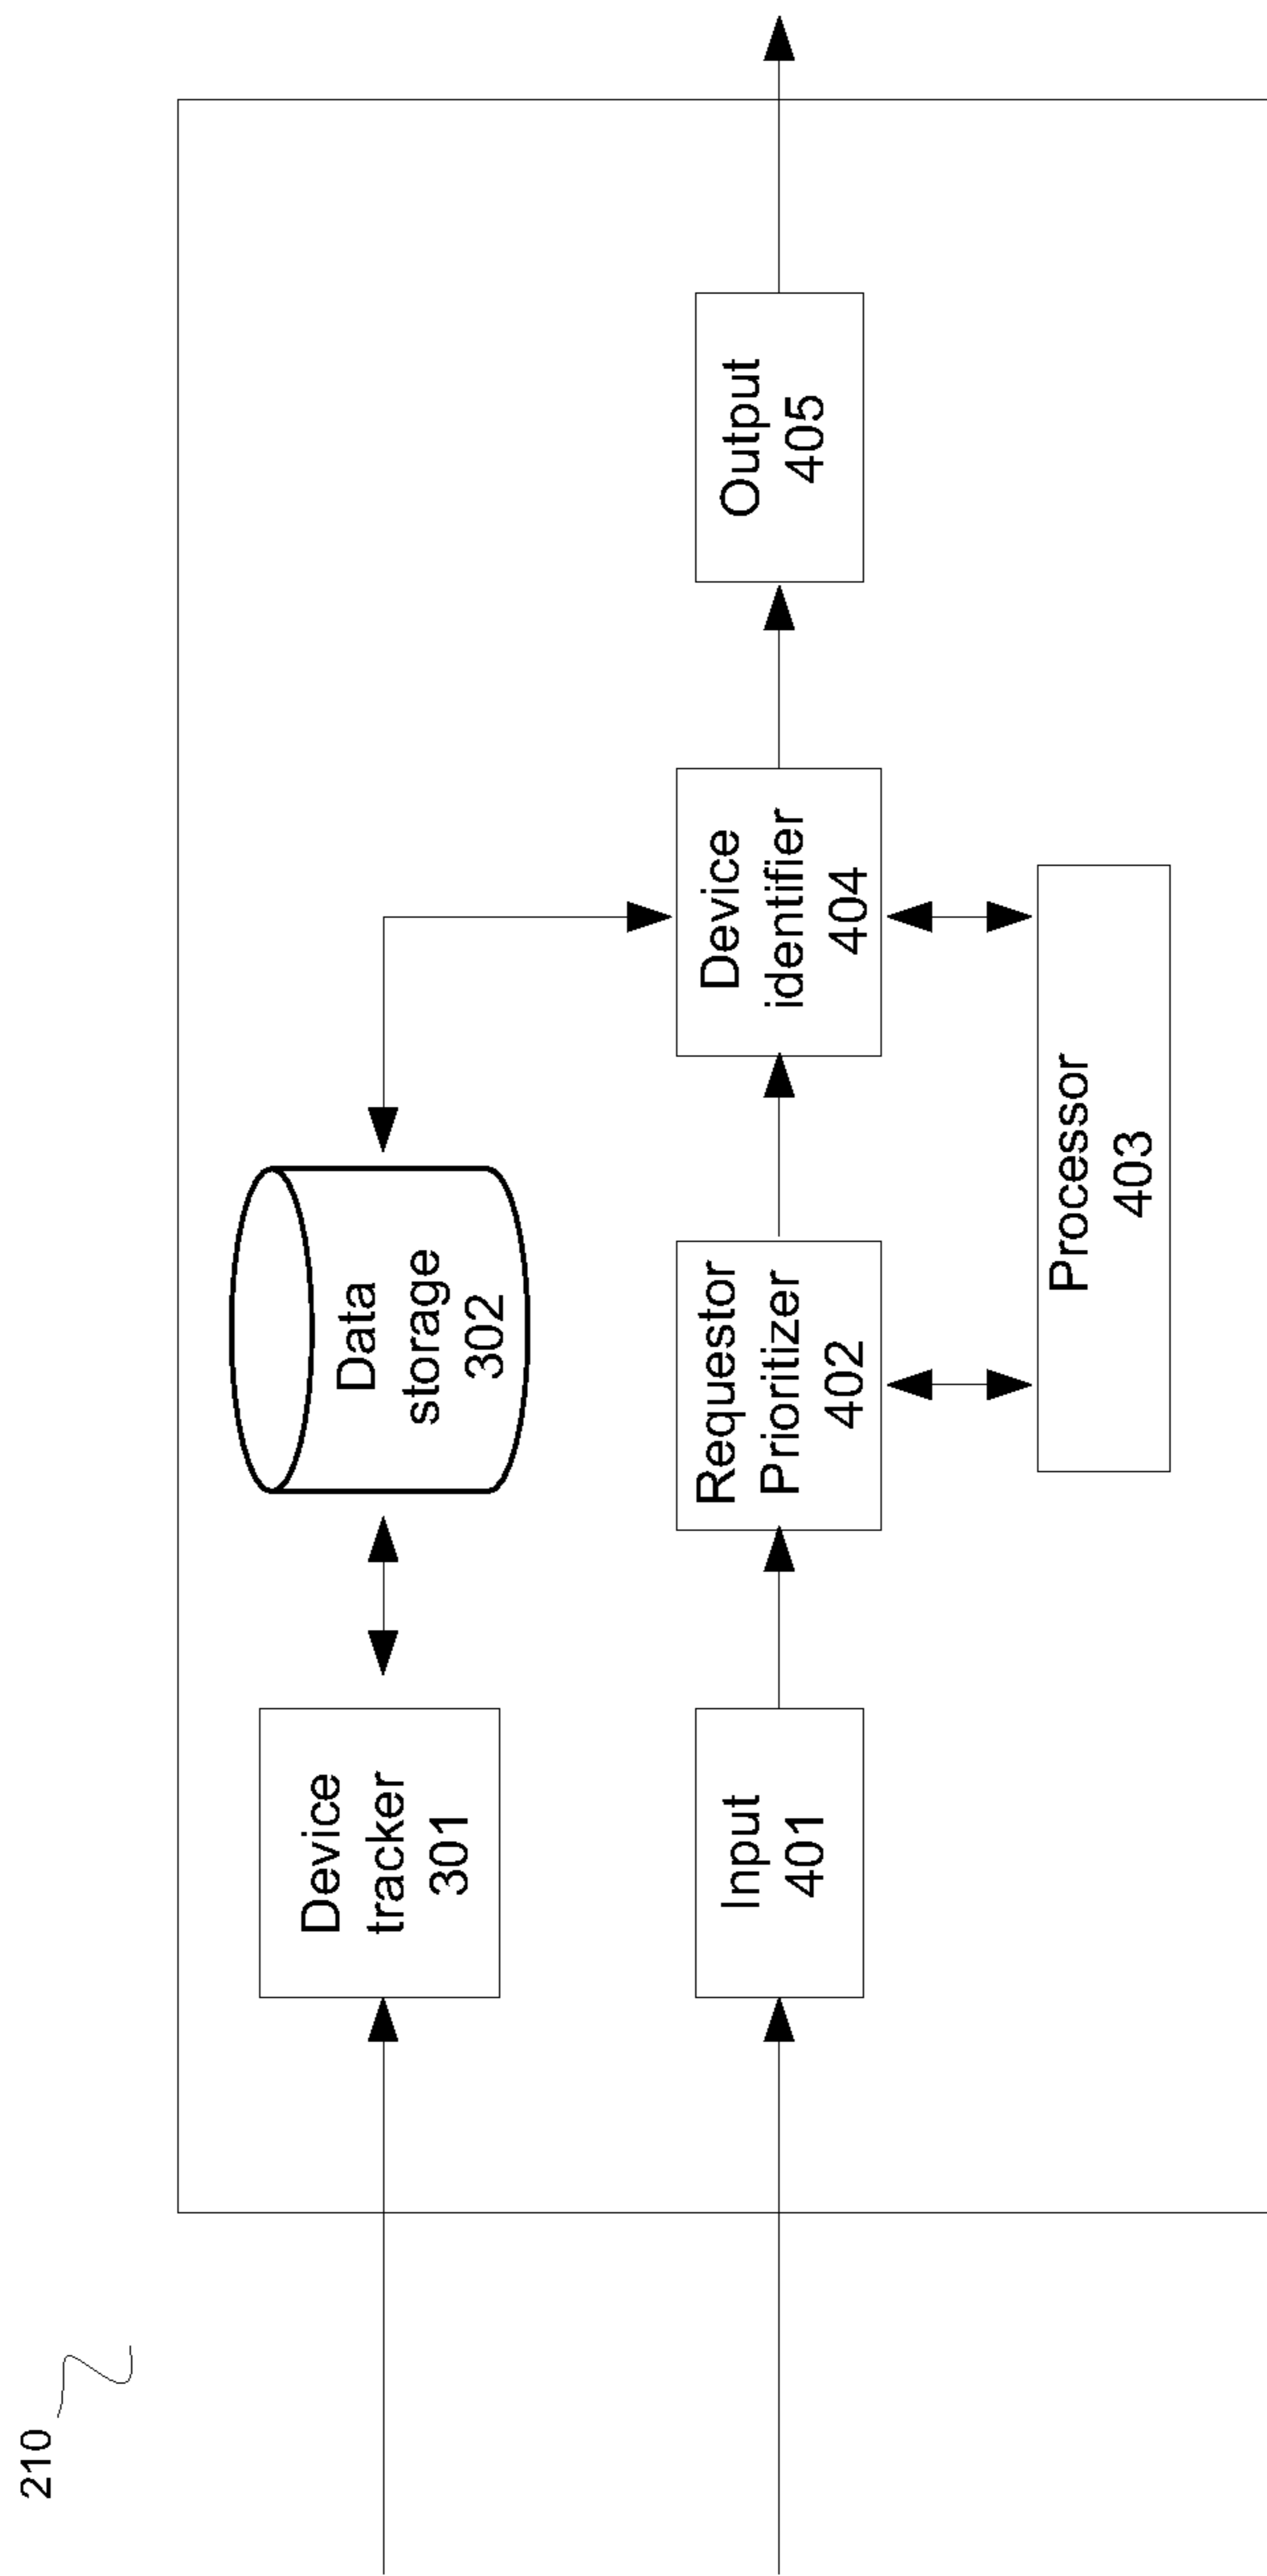 210
Device
tracker
301
Data
storage
302
Input
401
Requestor
Prioritizer
402
Device
identifier
404
Output
405
Processor
403